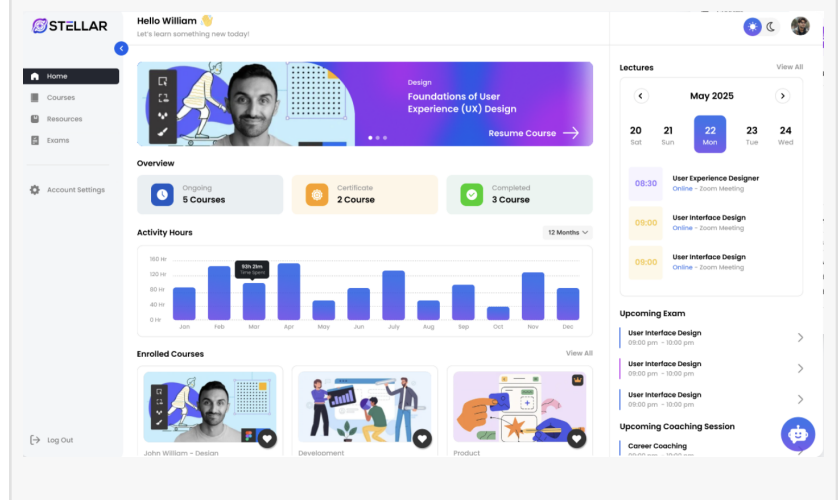 STELLAR
Hello William 👋
Let's learn something new today!
Home
Courses
Resources
Exams
Account Settings
Log Out
Design
Foundations of User
Experience (UX) Design
Resume Course
Overview
Ongoing
5 Courses
Certificate
2 Course
Completed
3 Course
Activity Hours
12 Months
160 Hr
120 Hr
80 Hr
40 Hr
0 Hr
93h 21m
Time Spent
Jan Feb Mar Apr May Jun July Aug Sep Oct Nov Dec
Enrolled Courses
View All
John William - Design
Development
Product
Lectures
View All
May 2025
20 21 22 23 24
Sat Sun Mon Tue Wed
08:30
User Experience Designer
Online - Zoom Meeting
09:00
User Interface Design
Online - Zoom Meeting
09:00
User Interface Design
Online - Zoom Meeting
Upcoming Exam
User Interface Design
09:00 pm - 10:00 pm
User Interface Design
09:00 pm - 10:00 pm
User Interface Design
09:00 pm - 10:00 pm
Upcoming Coaching Session
Career Coaching